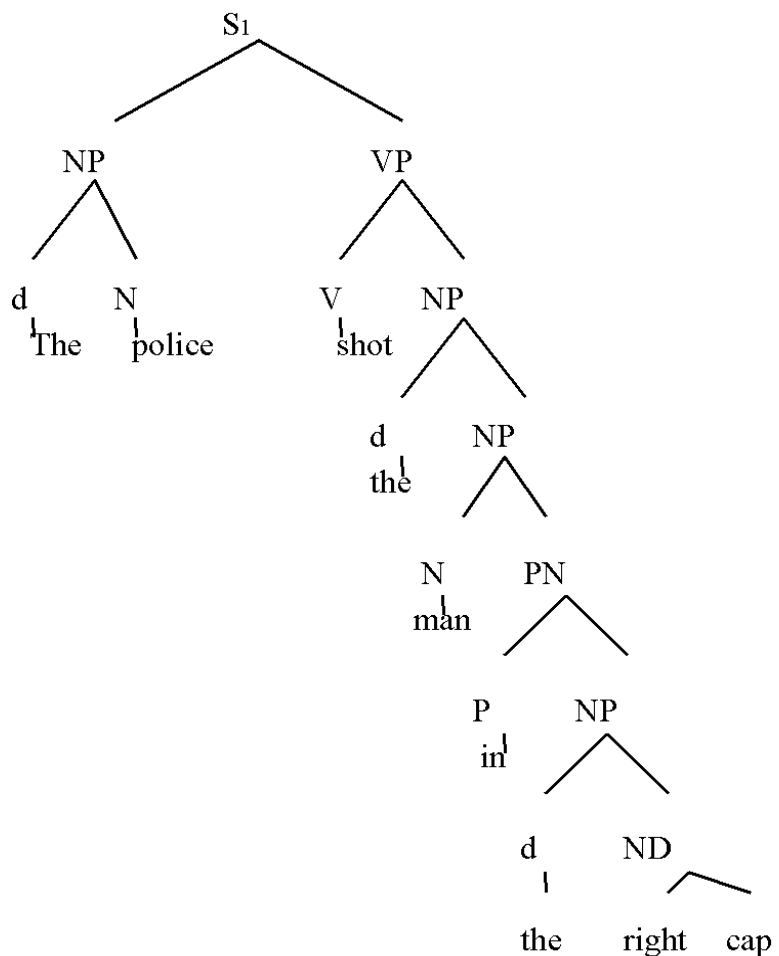 S1
NP VP
d N V NP
The police shot
d NP
the
N PN
man
P NP
in
d ND
the right cap